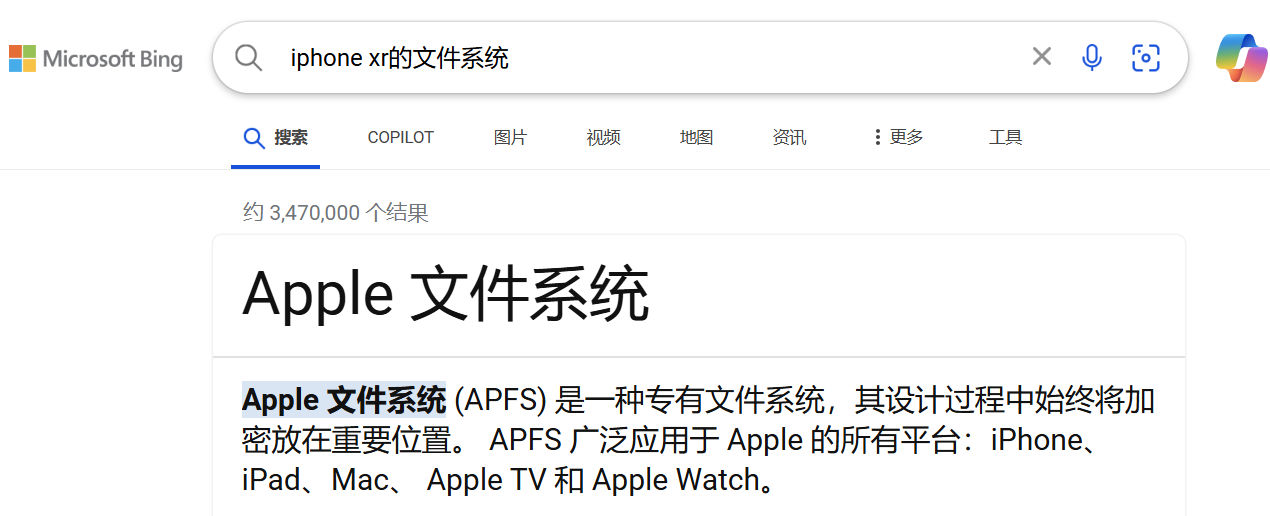 Microsoft Bing
iphone xr的文件系统
搜索 COPILOT 图片 视频 地图 资讯 更多 工具
约 3,470,000 个结果
Apple 文件系统
Apple 文件系统 (APFS) 是一种专有文件系统，其设计过程中始终将加
密放在重要位置。 APFS 广泛应用于 Apple 的所有平台：iPhone、
iPad、Mac、 Apple TV 和 Apple Watch。